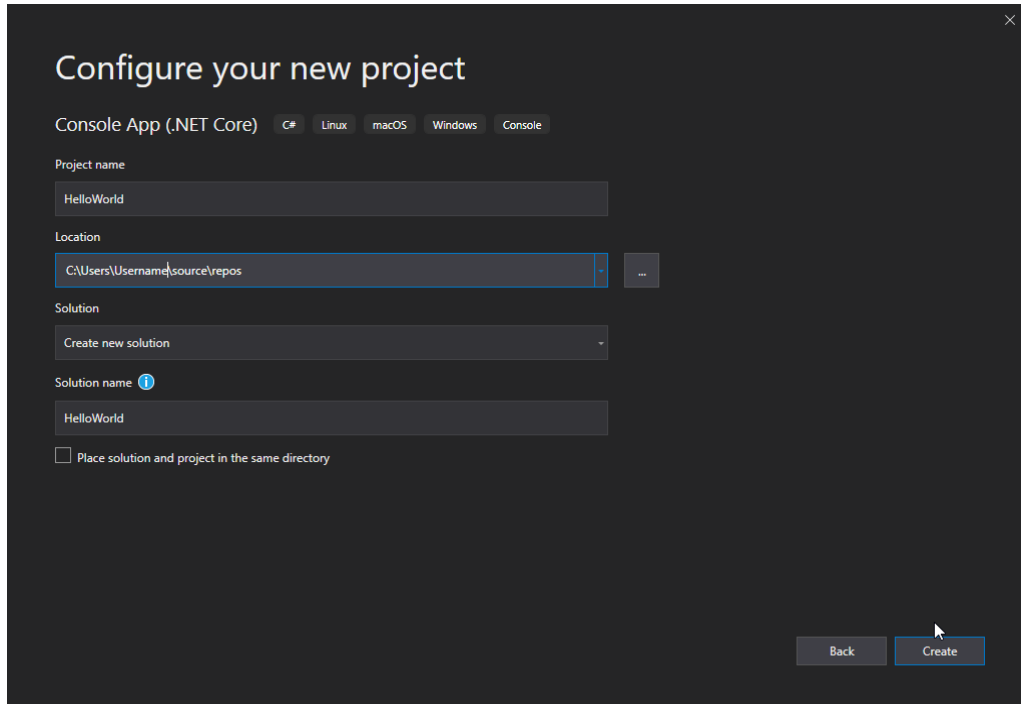 Configure your new project
Console App (.NET Core) C# Linux macOS Windows Console
Project name
HelloWorld
Location
C:\Users\Username\source\repos
...
Solution
Create new solution
Solution name
HelloWorld
Place solution and project in the same directory
Back Create